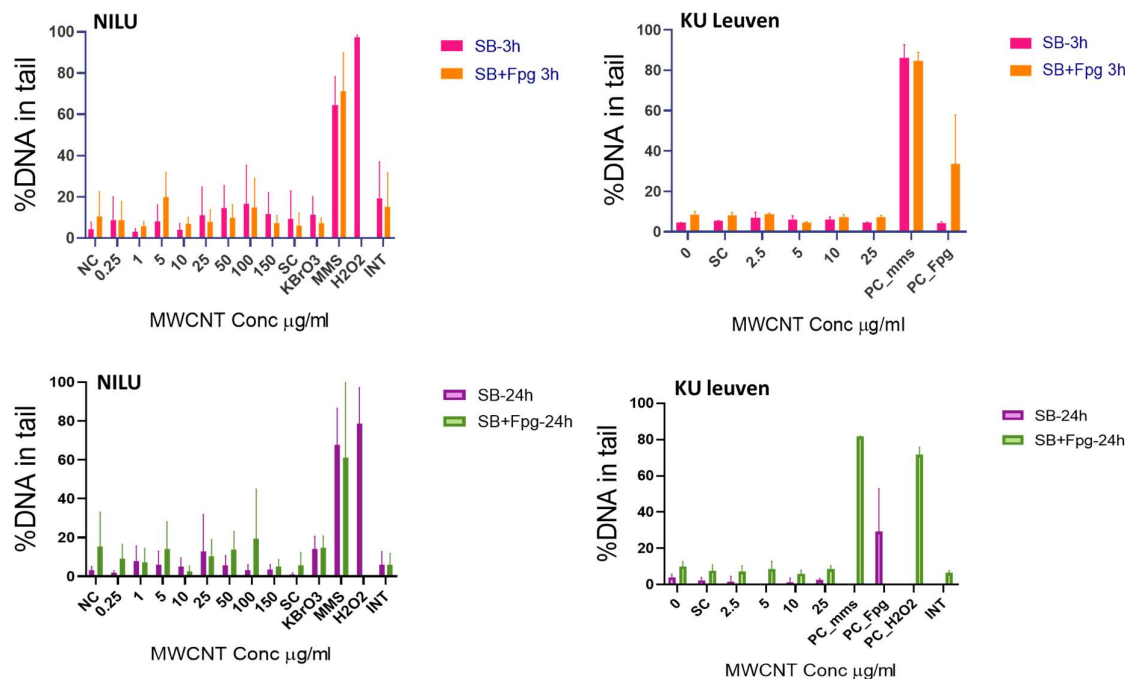 NILU
100
80
60
40
20
0
%DNA in tail
NC
0.25
1
5
10
25
50
100
150
SC
KBrO3
MMS
H2O2
INT
MWCNT Conc μg/ml
SB-3h
SB+Fpg 3h
KU Leuven
100
80
60
40
20
0
%DNA in tail
0
SC
2.5
5
10
25
PC_mms
PC_Fpg
MWCNT Conc μg/ml
SB-3h
SB+Fpg 3h
NILU
100
80
60
40
20
0
%DNA in tail
NC
0.25
1
5
10
25
50
100
150
SC
KBrO3
MMS
H2O2
INT
MWCNT Conc μg/ml
SB-24h
SB+Fpg-24h
KU leuven
100
80
60
40
20
0
%DNA in tail
0
SC
2.5
5
10
25
PC_mms
PC_Fpg
PC_H2O2
INT
MWCNT Conc μg/ml
SB-24h
SB+Fpg-24h